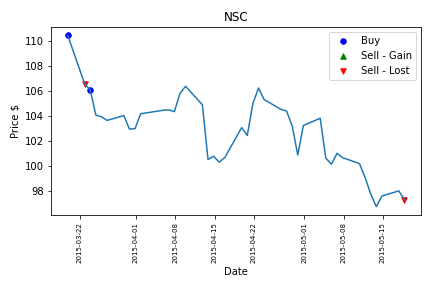 NSC
Buy
Sell - Gain
Sell - Lost
Price $
110
108
106
104
102
100
98
2015-03-22
2015-04-01
2015-04-08
2015-04-15
2015-04-22
2015-05-01
2015-05-08
2015-05-15
Date